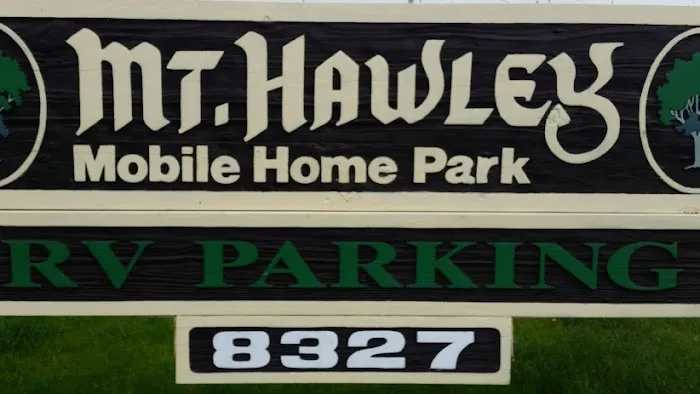 Mt. Hawley
Mobile Home Park
RV PARKING
8327